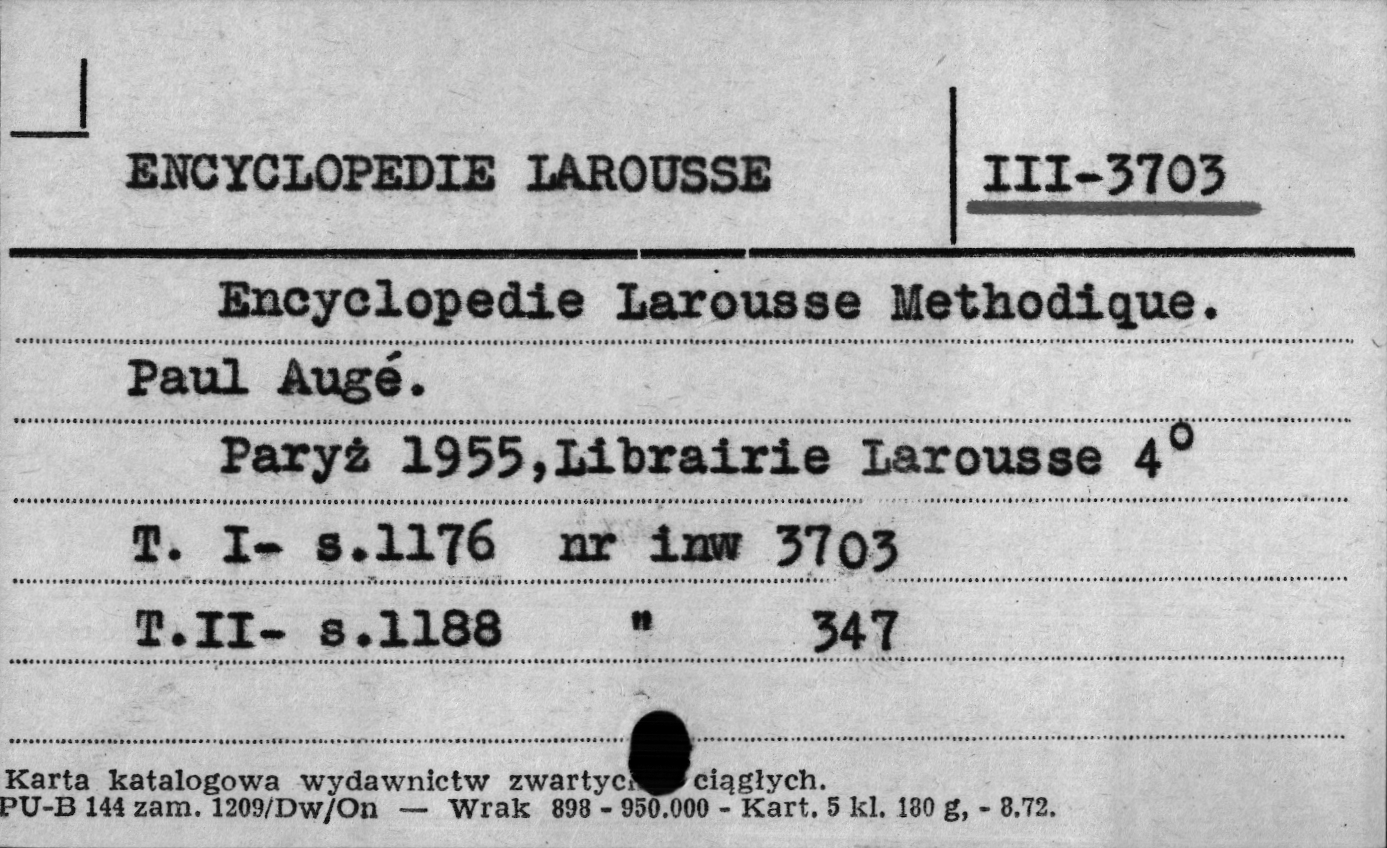 ENCYCLOPEDIE LAROUSSE III-3703
Encyclopedie Larousse Methodique.
Paul Augé.
Paryż 1955,Librairie Larousse 4º
T. I- s.1176 nr inw 3703
T.II- s.1188 " 347
Karta katalogowa wydawnictw ciągłych.
PU-B 144 zam. 1209/Dw/On — Wrak 898 - 950.000 - Kart. 5 kl. 180 g, - 8.72.